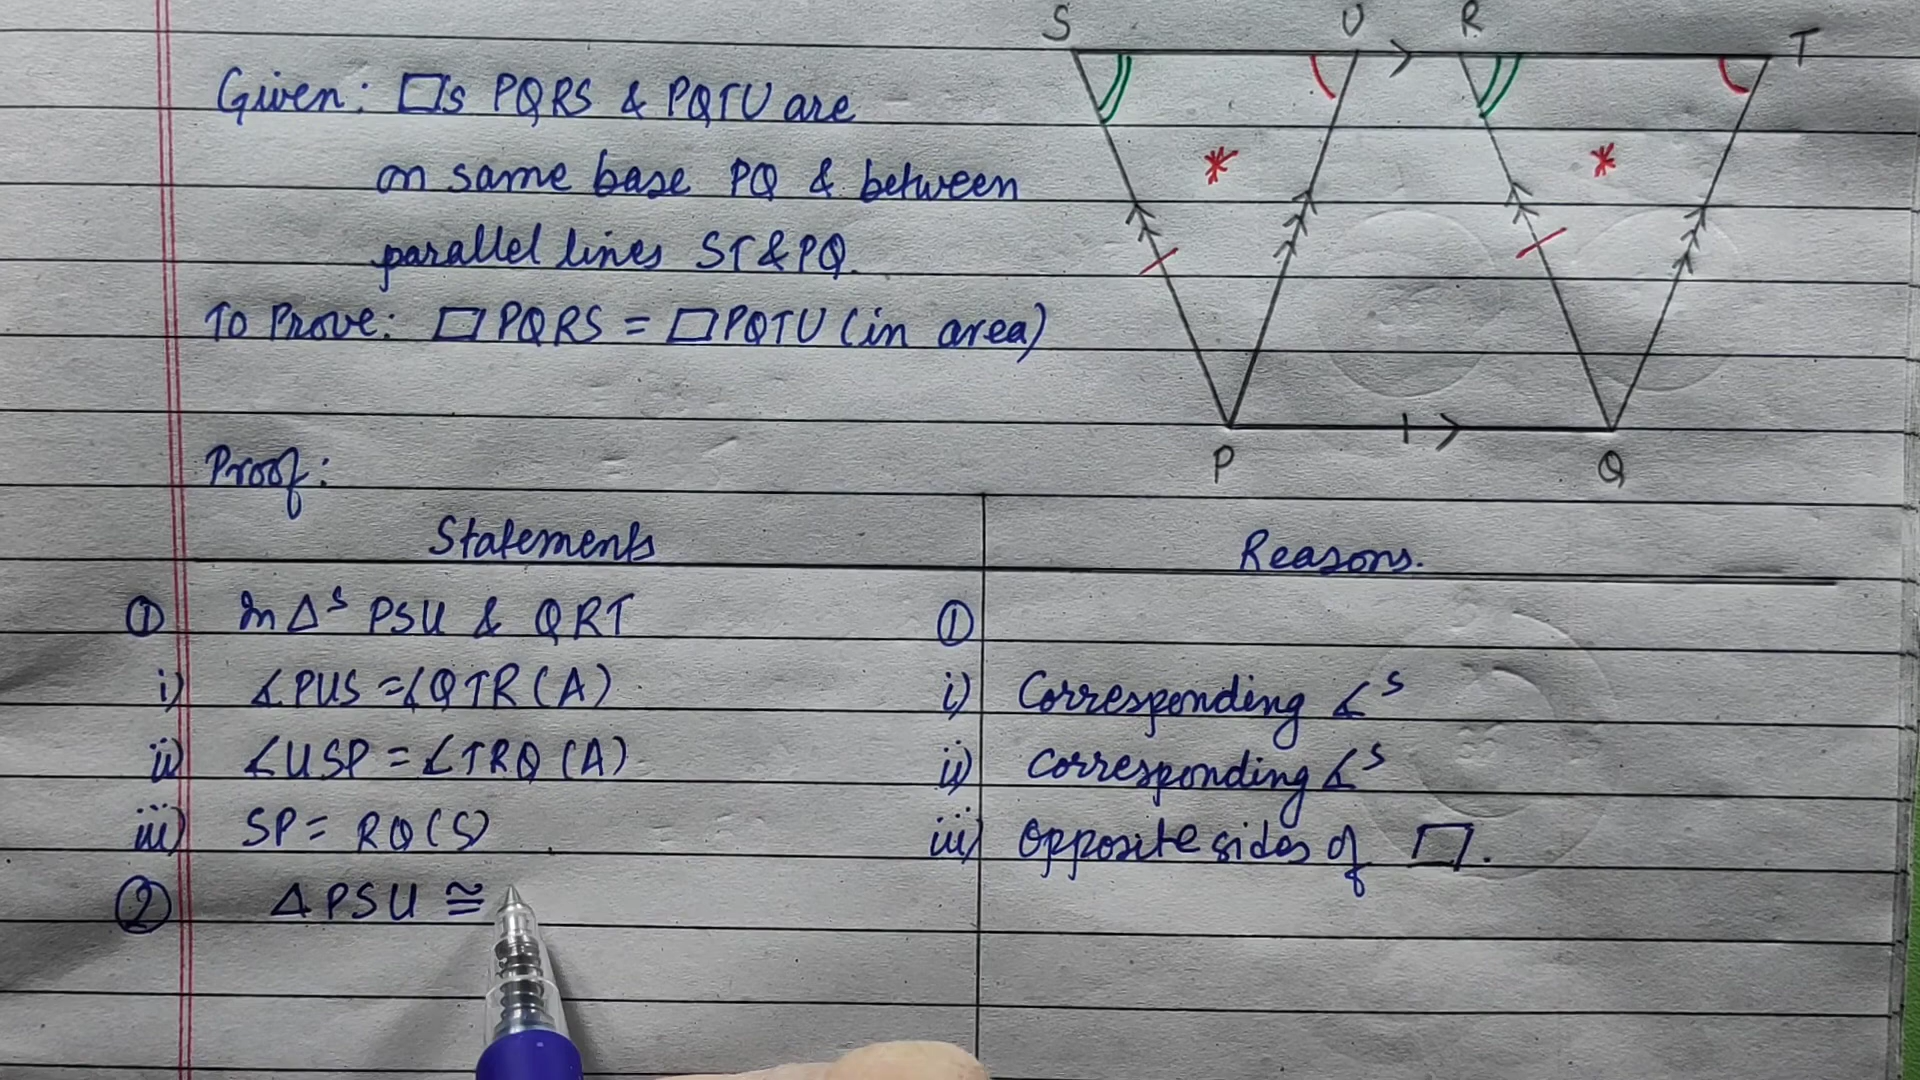 S U R T
Given: ▱s PQRS & PQTU are
on same base PQ & between
parallel lines ST & PQ.
To Prove: ▱PQRS = ▱PQTU (in area)
P Q
Proof:
Statements Reasons.
① In Δˢ PSU & QRT ①
i) ∡PUS = ∡QTR (A) i) Corresponding ∡ˢ
ii) ∡USP = ∡TRQ (A) ii) Corresponding ∡ˢ
iii) SP = RQ (S) iii) Opposite sides of ▱.
② Δ PSU ≅